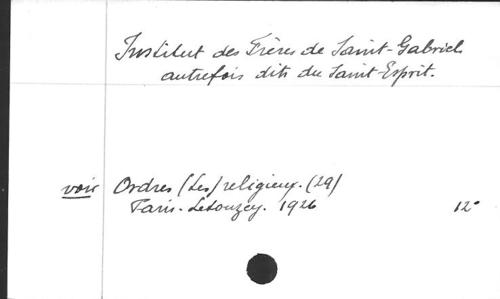 Institut des Frères de Saint-Gabriel
autrefois dits du Saint-Esprit.
voir Ordres (Les) religieux. (29)
Paris - Letouzey. 1926 12°